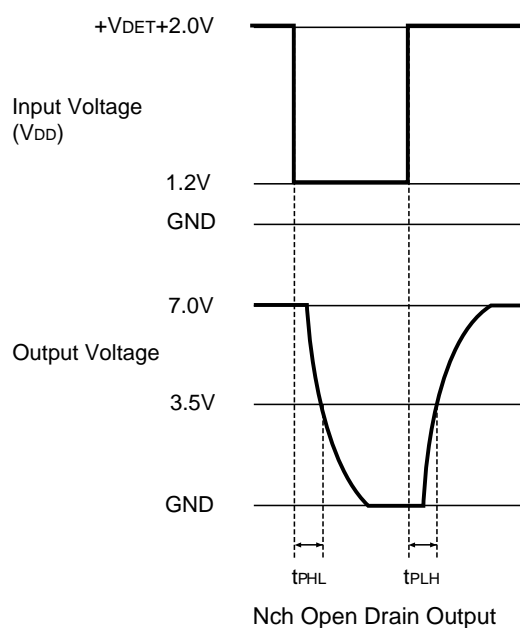 +VDET+2.0V
Input Voltage
(VDD)
1.2V
GND
7.0V
Output Voltage
3.5V
GND
tPHL
tPLH
Nch Open Drain Output